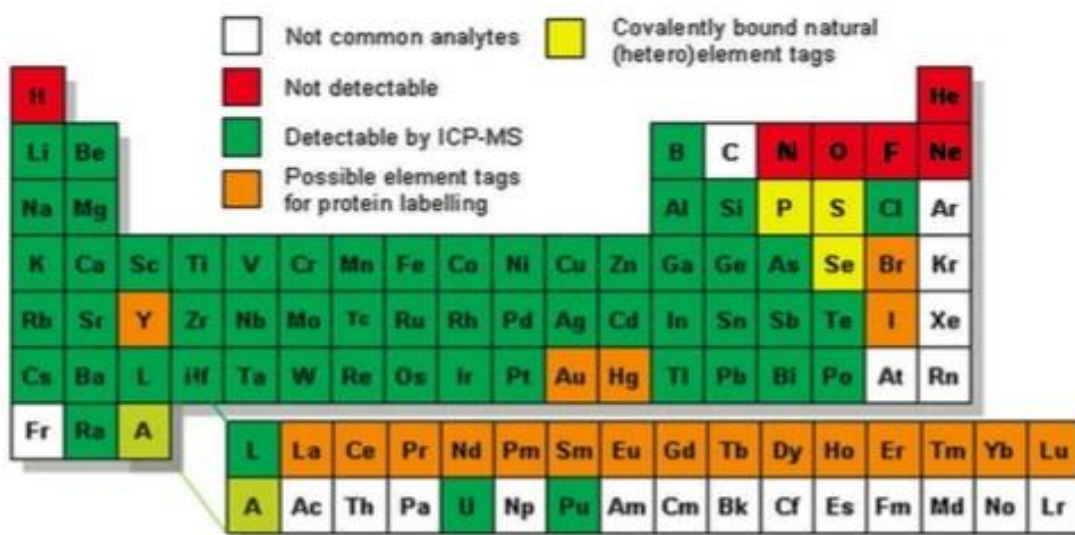 Not common analytes
Covalently bound natural
(hetero)element tags
Not detectable
Detectable by ICP-MS
Possible element tags
for protein labelling
H He
Li Be B C N O F Ne
Na Mg Al Si P S Cl Ar
K Ca Sc Ti V Cr Mn Fe Co Ni Cu Zn Ga Ge As Se Br Kr
Rb Sr Y Zr Nb Mo Tc Ru Rh Pd Ag Cd In Sn Sb Te I Xe
Cs Ba L Hf Ta W Re Os Ir Pt Au Hg Tl Pb Bi Po At Rn
Fr Ra A
L La Ce Pr Nd Pm Sm Eu Gd Tb Dy Ho Er Tm Yb Lu
A Ac Th Pa U Np Pu Am Cm Bk Cf Es Fm Md No Lr